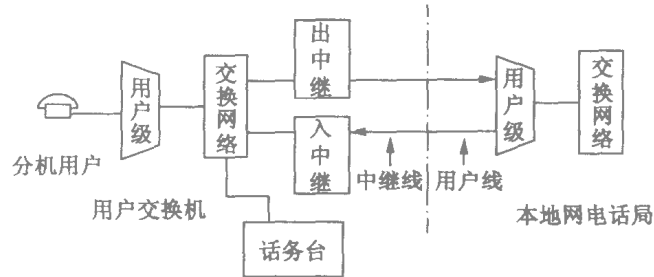 分机用户
用户级
交换网络
出中继
入中继
话务台
用户交换机
中继线
用户线
用户级
交换网络
本地网电话局